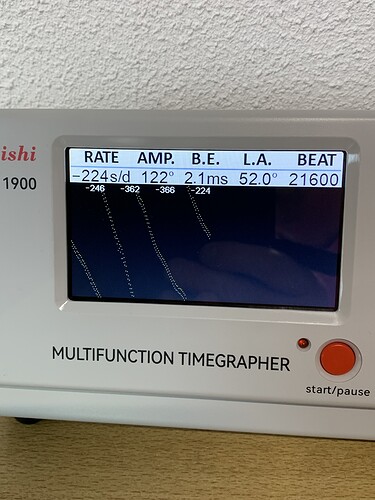 RATE AMP. B.E. L.A. BEAT
-224s/d 122° 2.1ms 52.0° 21600
-246 -362 -366 -224
ishi
1900
MULTIFUNCTION TIMEGRAPHER
start/pause